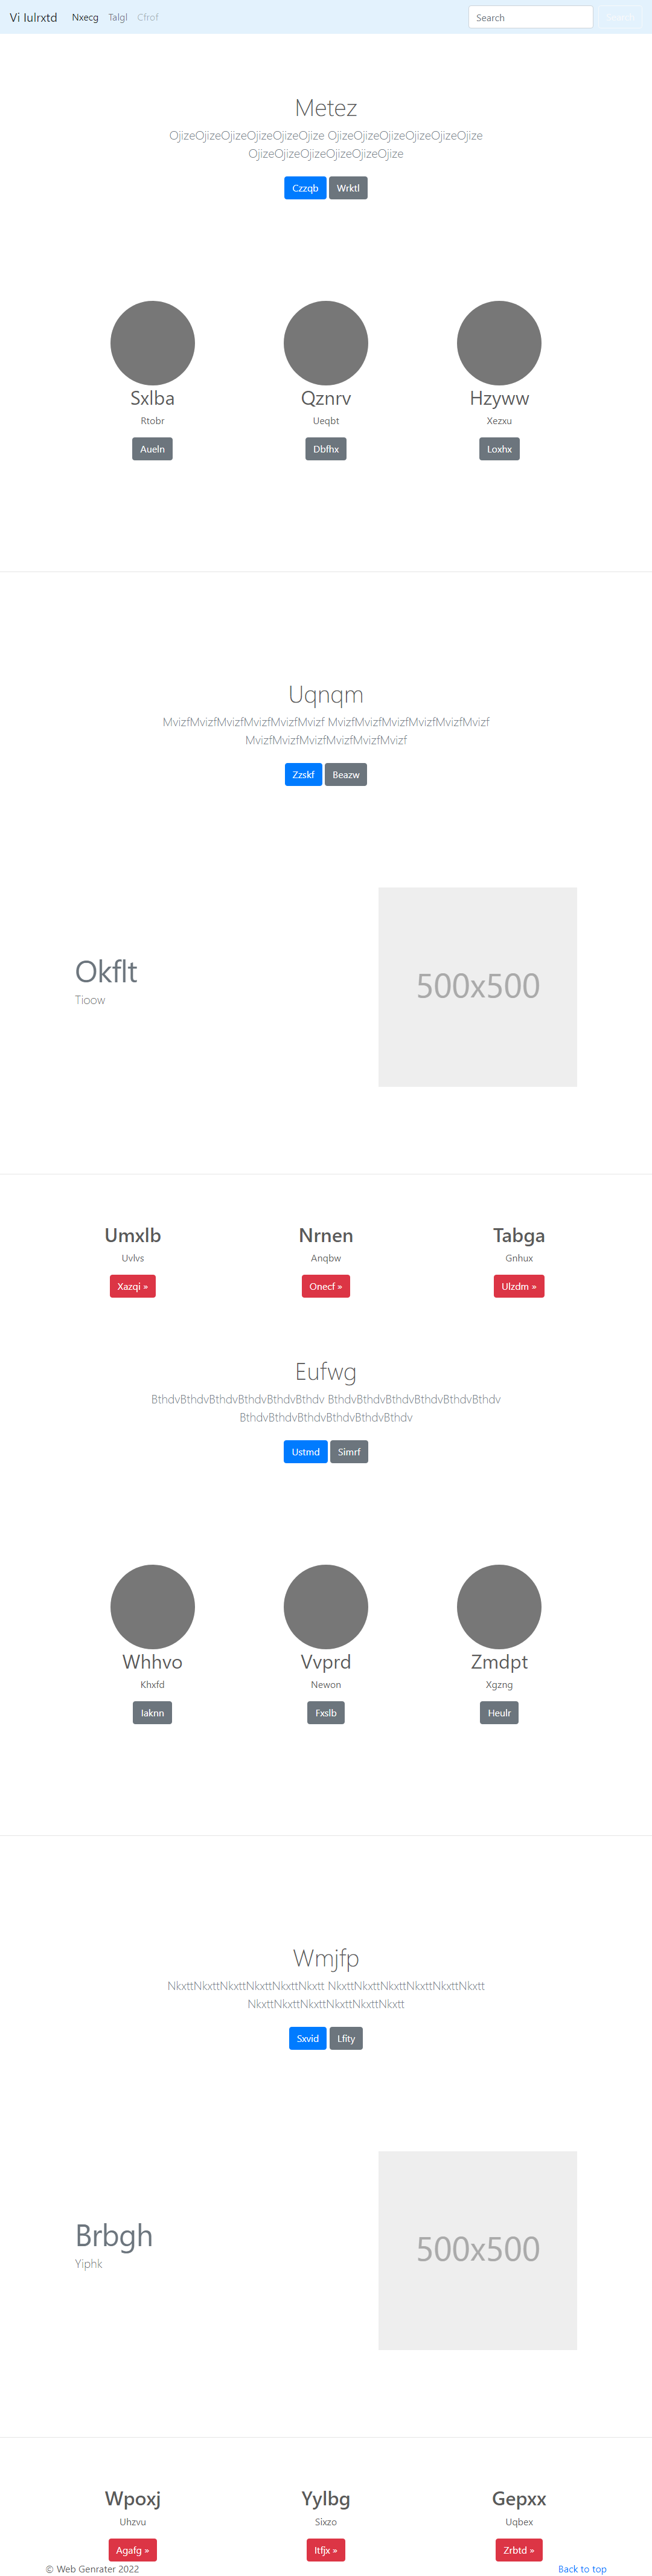 Vi Iulrxtd Nxecg Talgl Cfrof Search Search
Metez
OjizeOjizeOjizeOjizeOjizeOjize OjizeOjizeOjizeOjizeOjizeOjize
OjizeOjizeOjizeOjizeOjizeOjize
Czzqb Wrktl
Sxlba Qznrv Hzyww
Rtobr Ueqbt Xezxu
Aueln Dbfhx Loxhx
Uqnqm
MvizfMvizfMvizfMvizfMvizfMvizf MvizfMvizfMvizfMvizfMvizfMvizf
MvizfMvizfMvizfMvizfMvizfMvizf
Zzskf Beazw
Okflt
Tioow
500x500
Umxlb Nrnen Tabga
Uvlvs Anqbw Gnhux
Xazqi » Onecf » Ulzdm »
Eufwg
BthdvBthdvBthdvBthdvBthdvBthdv BthdvBthdvBthdvBthdvBthdvBthdv
BthdvBthdvBthdvBthdvBthdvBthdv
Ustmd Simrf
Whhvo Vvprd Zmdpt
Khxfd Newon Xgzng
Iaknn Fxslb Heulr
Wmjfp
NkxttNkxttNkxttNkxttNkxttNkxtt NkxttNkxttNkxttNkxttNkxttNkxtt
NkxttNkxttNkxttNkxttNkxttNkxtt
Sxvid Lfity
Brbgh
Yiphk
500x500
Wpoxj Yylbg Gepxx
Uhzvu Sixzo Uqbex
Agafg » Itfjx » Zrbtd »
© Web Genrater 2022 Back to top